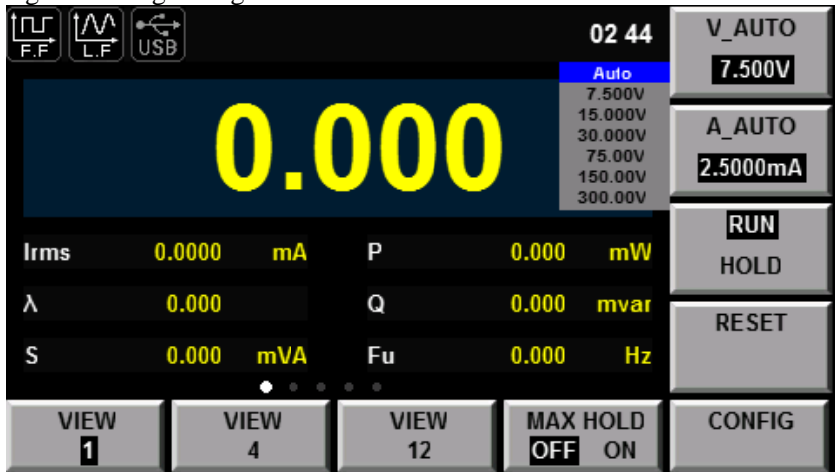 F.F L.F USB 02 44
V_AUTO
7.500V
Auto
7.500V
15.000V
30.000V
75.00V
150.00V
300.00V
0.000
A_AUTO
2.5000mA
RUN
HOLD
Irms 0.0000 mA P 0.000 mW
λ 0.000 Q 0.000 mvar
S 0.000 mVA Fu 0.000 Hz
RESET
VIEW
1
VIEW
4
VIEW
12
MAX HOLD
OFF ON
CONFIG